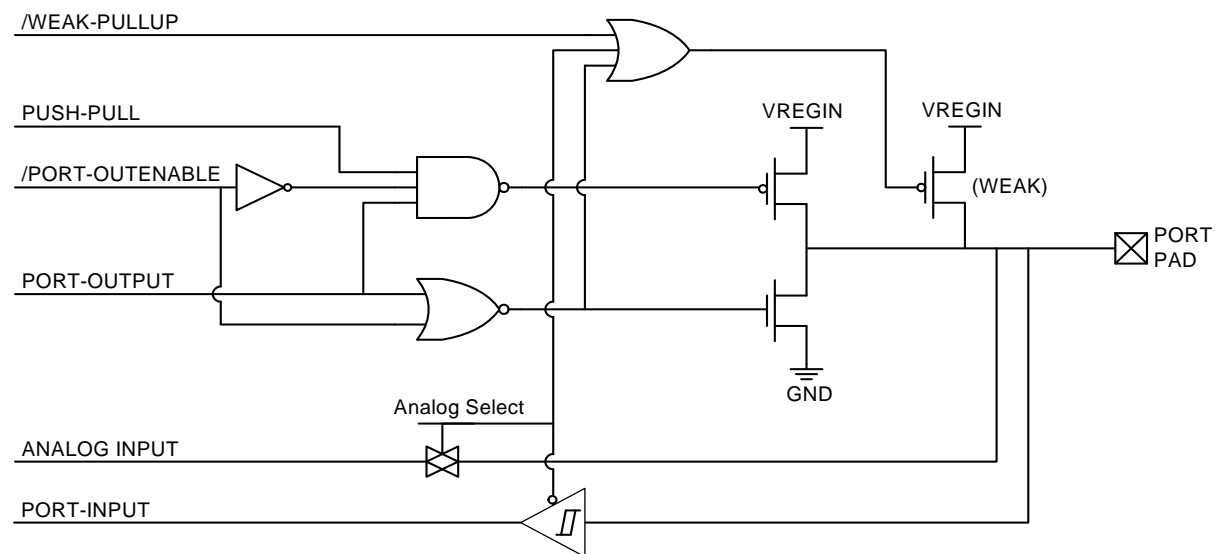 /WEAK-PULLUP
PUSH-PULL
VREGIN
VREGIN
/PORT-OUTENABLE
(WEAK)
PORT
PAD
PORT-OUTPUT
GND
Analog Select
ANALOG INPUT
PORT-INPUT